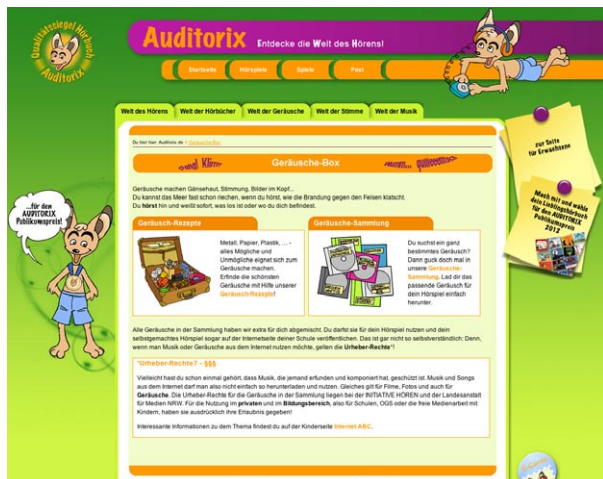 Qualitätssiegel Hörbuch
Auditorix
Auditorix Entdecke die Welt des Hörens!
Startseite Hörspiele Spiele Post
Welt des Hörens Welt der Hörbücher Welt der Geräusche Welt der Stimme Welt der Musik
Du bist hier: Auditorix.de > Geräusche-Box
Geräusche-Box
zur Seite
für Erwachsene
Mach mit und wähle
dein Lieblingshörbuch
für den AUDITORIX
Publikumspreis
2012
...für den
AUDITORIX
Publikumspreis!
Geräusche machen Gänsehaut, Stimmung, Bilder im Kopf...
Du kannst das Meer fast schon riechen, wenn du hörst, wie die Brandung gegen den Felsen klatscht.
Du hörst hin und weißt sofort, was los ist oder wo du dich befindest.
Geräusch-Rezepte
Metall, Papier, Plastik, ... -
alles Mögliche und
Unmögliche eignet sich zum
Geräusche machen.
Erfinde die schönsten
Geräusche mit Hilfe unserer
Geräusch-Rezepte!
Geräusche-Sammlung
Du suchst ein ganz
bestimmtes Geräusch?
Dann guck doch mal in
unsere Geräusche-
Sammlung. Lad dir das
passende Geräusch für
dein Hörspiel einfach
herunter.
Alle Geräusche in der Sammlung haben wir extra für dich abgemischt. Du darfst sie für dein Hörspiel nutzen und dein
selbstgemachtes Hörspiel sogar auf der Internetseite deiner Schule veröffentlichen. Das ist gar nicht so selbstverständlich: Denn,
wenn man Musik oder Geräusche aus dem Internet nutzen möchte, gelten die Urheber-Rechte*!
*Urheber-Rechte? - §§§
Vielleicht hast du schon einmal gehört, dass Musik, die jemand erfunden und komponiert hat, geschützt ist. Musik und Songs
aus dem Internet darf man also nicht einfach so herunterladen und nutzen. Gleiches gilt für Filme, Fotos und auch für
Geräusche. Die Urheber-Rechte für die Geräusche in der Sammlung liegen bei der INITIATIVE HÖREN und der Landesanstalt
für Medien NRW. Für die Nutzung im privaten und im Bildungsbereich, also für Schulen, OGS oder die freie Medienarbeit mit
Kindern, haben sie ausdrücklich ihre Erlaubnis gegeben!
Interessante Informationen zu dem Thema findest du auf der Kinderseite Internet ABC.